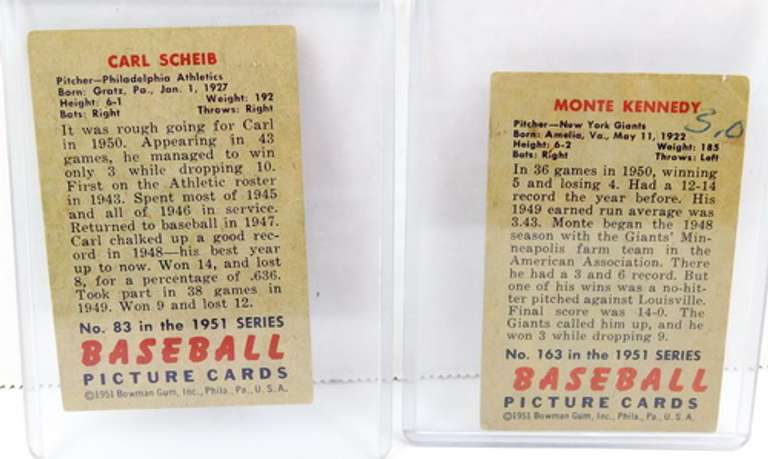 CARL SCHEIB
Pitcher—Philadelphia Athletics
Born: Gratz, Pa., Jan. 1, 1927
Height: 6-1 Weight: 192
Bats: Right Throws: Right
It was rough going for Carl
in 1950. Appearing in 43
games, he managed to win
only 3 while dropping 10.
First on the Athletic roster
in 1943. Spent most of 1945
and all of 1946 in service.
Returned to baseball in 1947.
Carl chalked up a good rec-
ord in 1948—his best year
up to now. Won 14, and lost
8, for a percentage of .636.
Took part in 38 games in
1949. Won 9 and lost 12.
No. 83 in the 1951 SERIES
BASEBALL
PICTURE CARDS
©1951 Bowman Gum, Inc., Phila., Pa., U.S.A.
MONTE KENNEDY
3.0
Pitcher—New York Giants
Born: Amelia, Va., May 11, 1922
Height: 6-2 Weight: 185
Bats: Right Throws: Left
In 36 games in 1950, winning
5 and losing 4. Had a 12-14
record the year before. His
1949 earned run average was
3.43. Monte began the 1948
season with the Giants' Min-
neapolis farm team in the
American Association. There
he had a 3 and 6 record. But
one of his wins was a no-hit-
ter pitched against Louisville.
Final score was 14-0. The
Giants called him up, and he
won 3 while dropping 9.
No. 163 in the 1951 SERIES
BASEBALL
PICTURE CARDS
©1951 Bowman Gum, Inc., Phila., Pa., U.S.A.